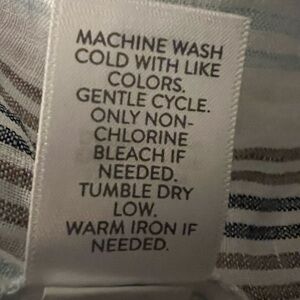 MACHINE WASH
COLD WITH LIKE
COLORS.
GENTLE CYCLE.
ONLY NON-
CHLORINE
BLEACH IF
NEEDED.
TUMBLE DRY
LOW.
WARM IRON IF
NEEDED.